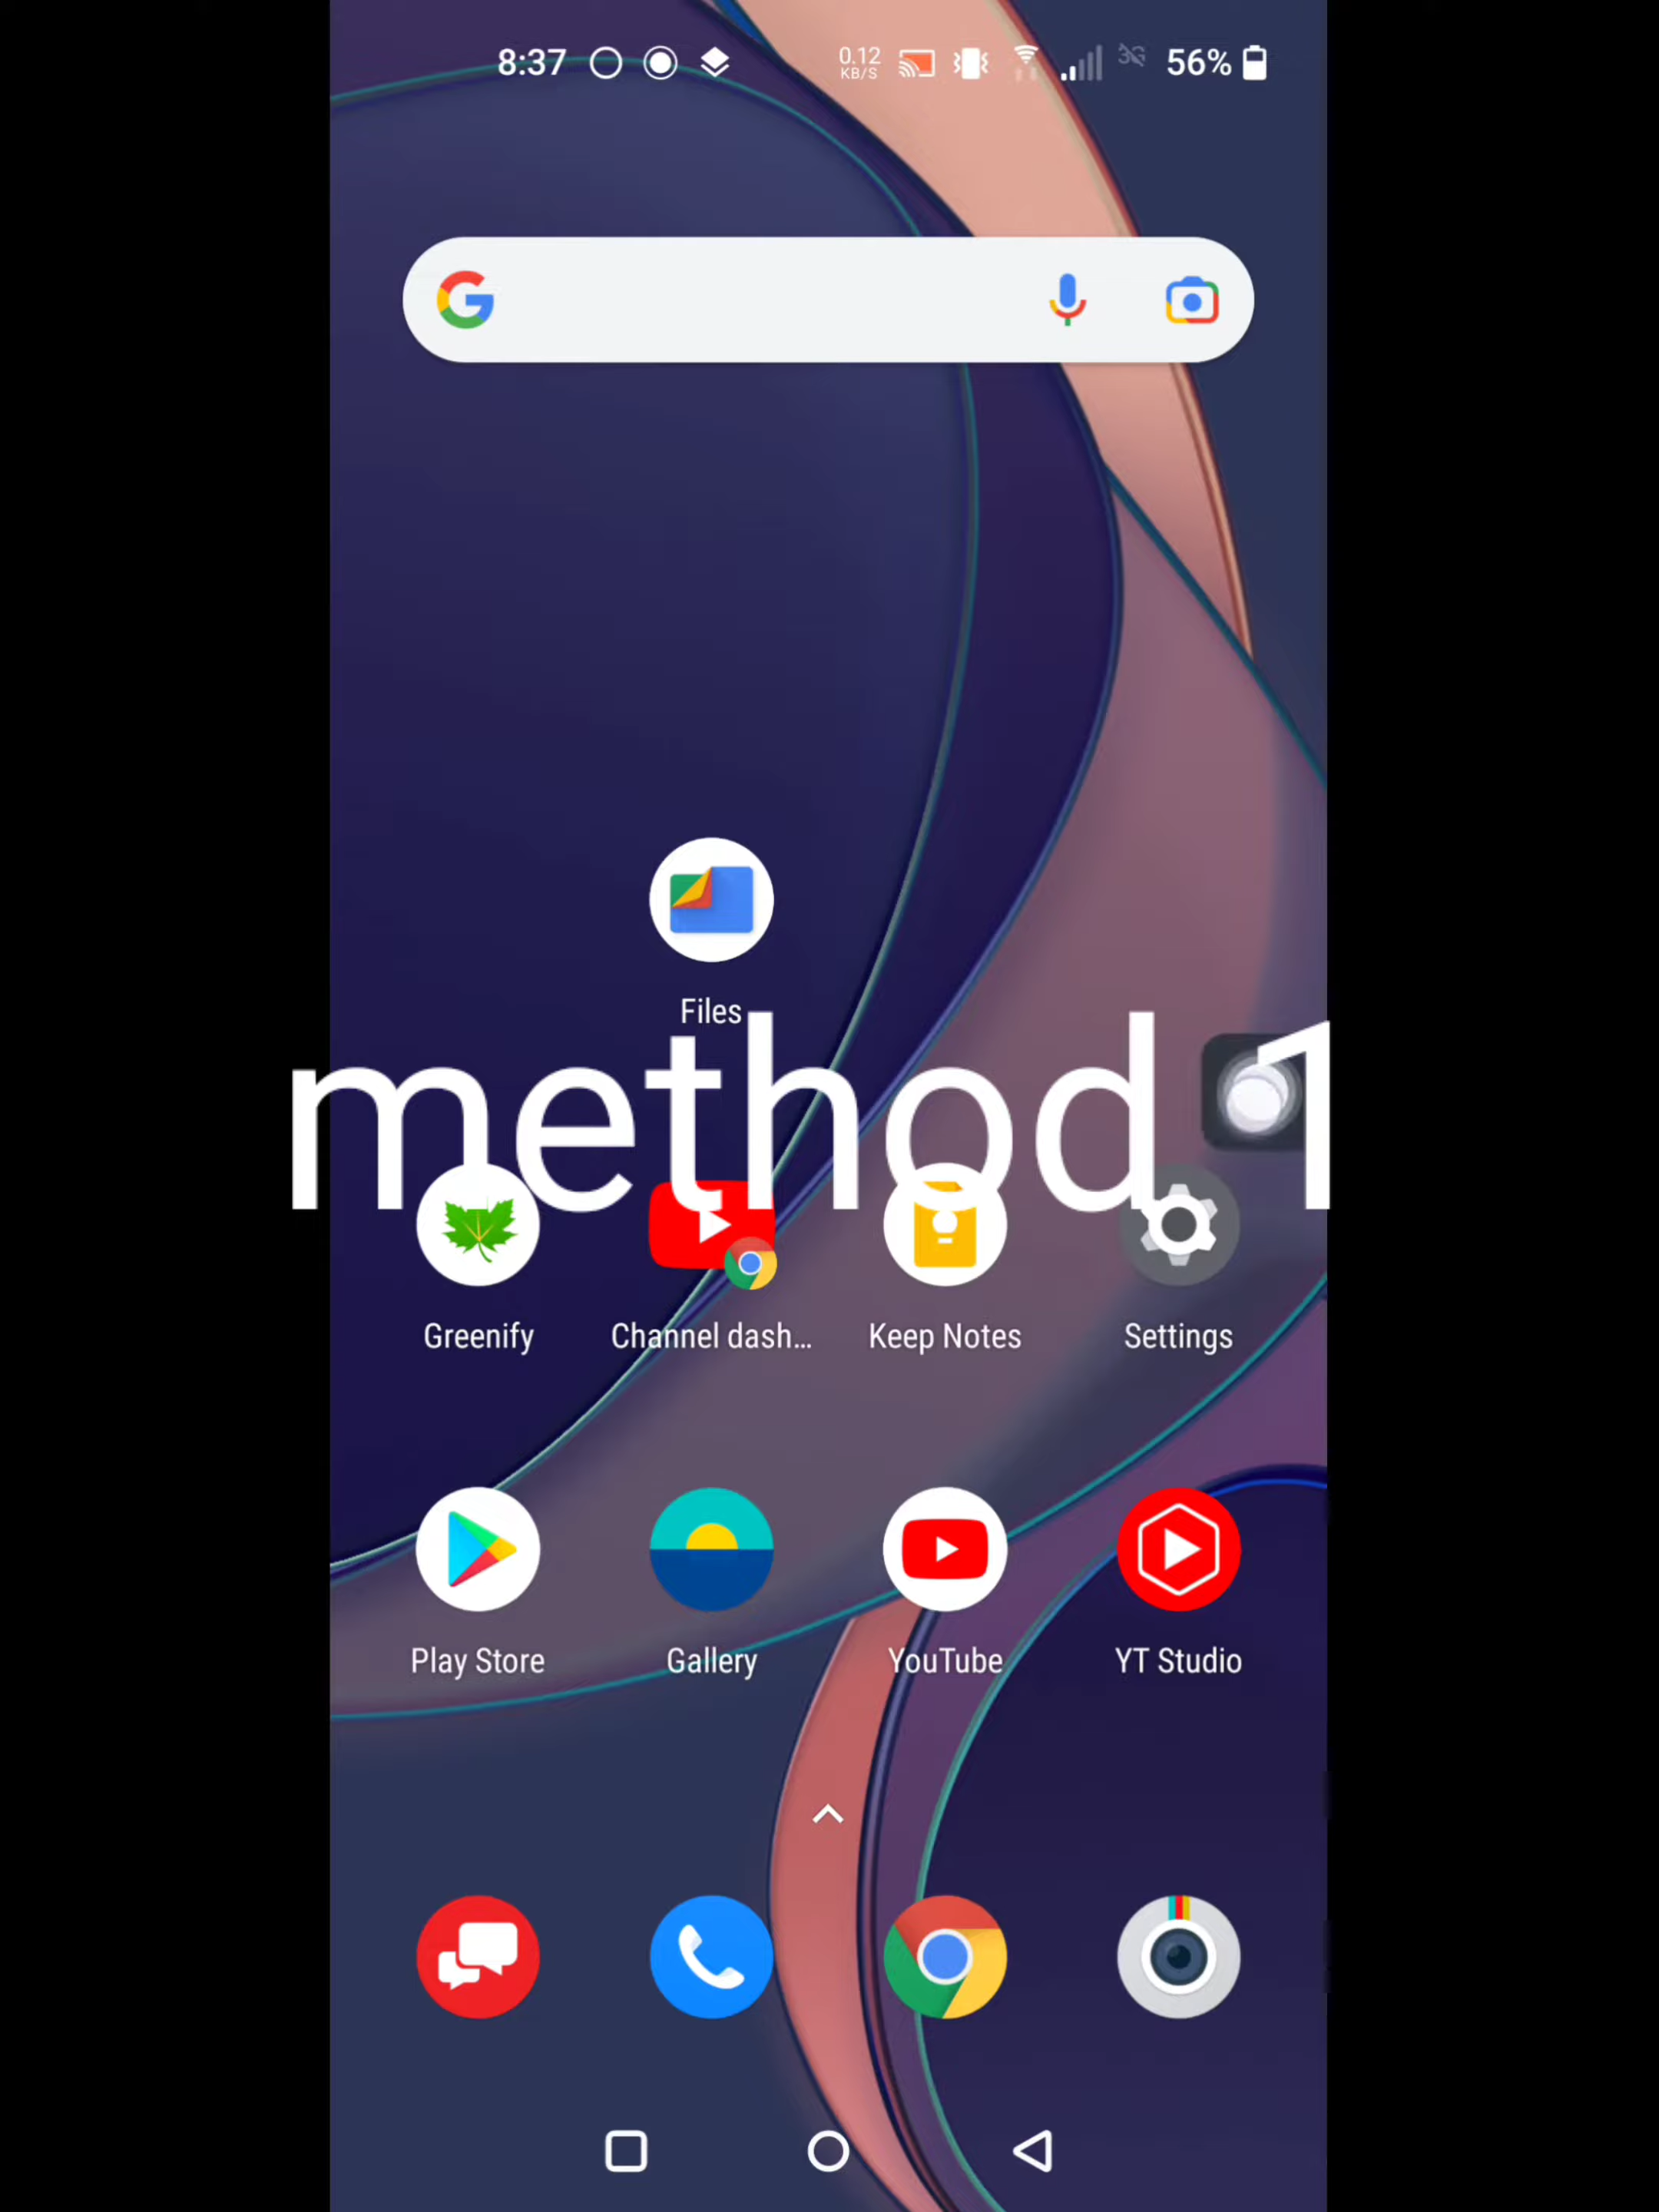 8:37 0.12 KB/S 3G 56%
Files
method 1
Greenify Channel dash... Keep Notes Settings
Play Store Gallery YouTube YT Studio